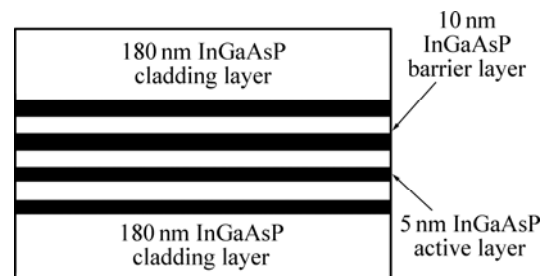 180 nm InGaAsP
cladding layer
10 nm
InGaAsP
barrier layer
5 nm InGaAsP
active layer
180 nm InGaAsP
cladding layer